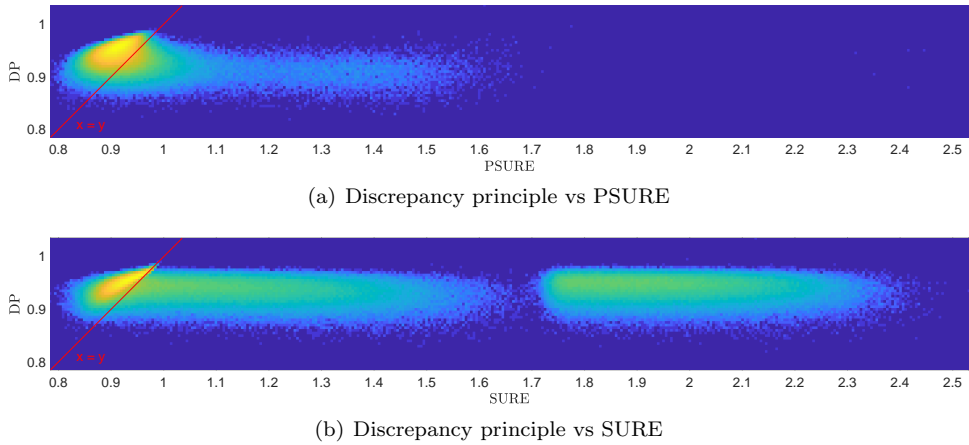 1
DP
0.9
0.8
x = y
0.8 0.9 1 1.1 1.2 1.3 1.4 1.5 1.6 1.7 1.8 1.9 2 2.1 2.2 2.3 2.4 2.5
PSURE
(a) Discrepancy principle vs PSURE
1
DP
0.9
0.8
x = y
0.8 0.9 1 1.1 1.2 1.3 1.4 1.5 1.6 1.7 1.8 1.9 2 2.1 2.2 2.3 2.4 2.5
SURE
(b) Discrepancy principle vs SURE